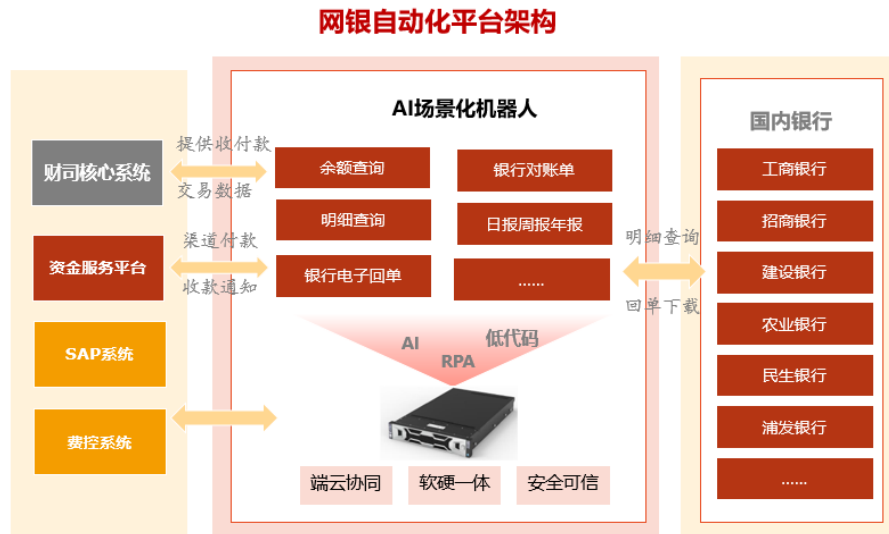 网银自动化平台架构
财司核心系统
资金服务平台
SAP系统
费控系统
提供收付款
交易数据
渠道付款
收款通知
AI场景化机器人
余额查询
银行对账单
明细查询
日报周报年报
银行电子回单
......
AI
RPA
低代码
端云协同
软硬一体
安全可信
明细查询
回单下载
国内银行
工商银行
招商银行
建设银行
农业银行
民生银行
浦发银行
......